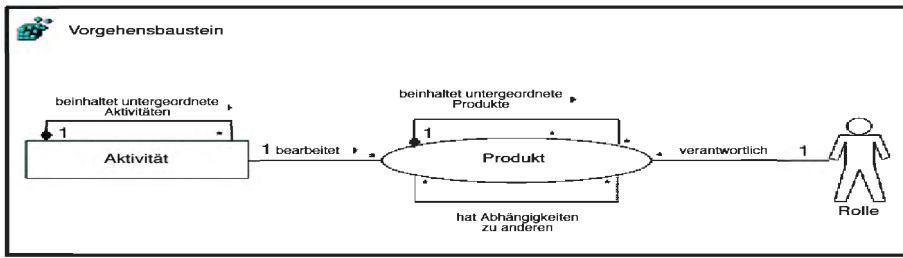 Vorgehensbaustein
beinhaltet untergeordnete
Aktivitäten
1 *
Aktivität
1 bearbeitet *
beinhaltet untergeordnete
Produkte
1 * *
Produkt
* *
hat Abhängigkeiten
zu anderen
* verantwortlich 1
Rolle